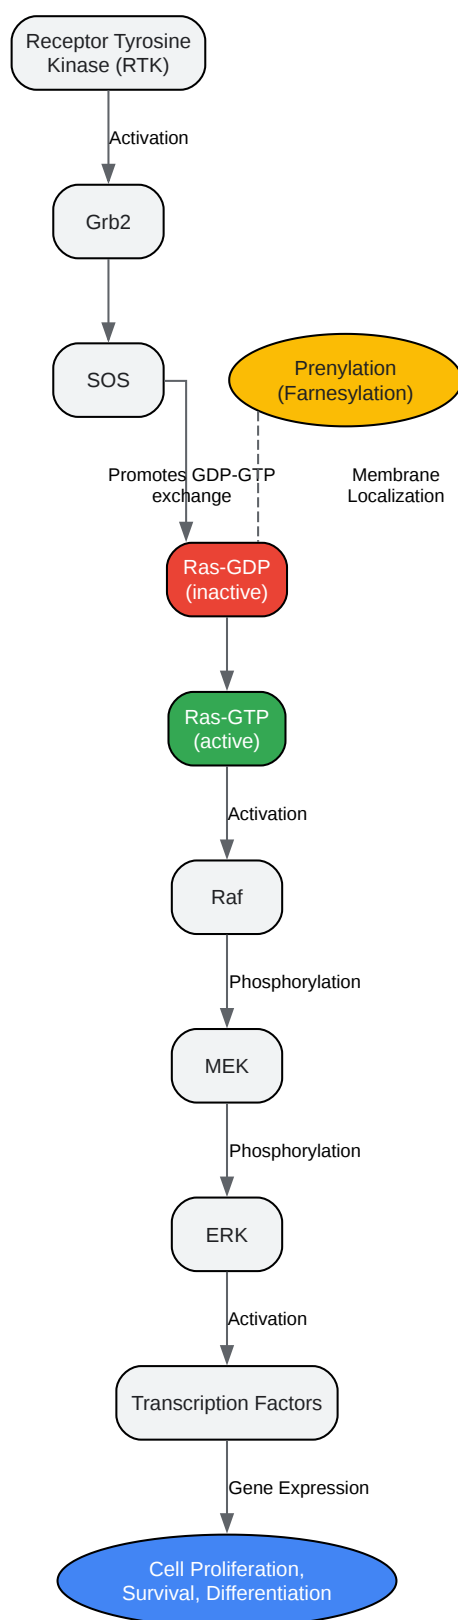 Receptor Tyrosine
Kinase (RTK)
Activation
Grb2
SOS
Prenylation
(Farnesylation)
Promotes GDP-GTP
exchange
Membrane
Localization
Ras-GDP
(inactive)
Ras-GTP
(active)
Activation
Raf
Phosphorylation
MEK
Phosphorylation
ERK
Activation
Transcription Factors
Gene Expression
Cell Proliferation,
Survival, Differentiation